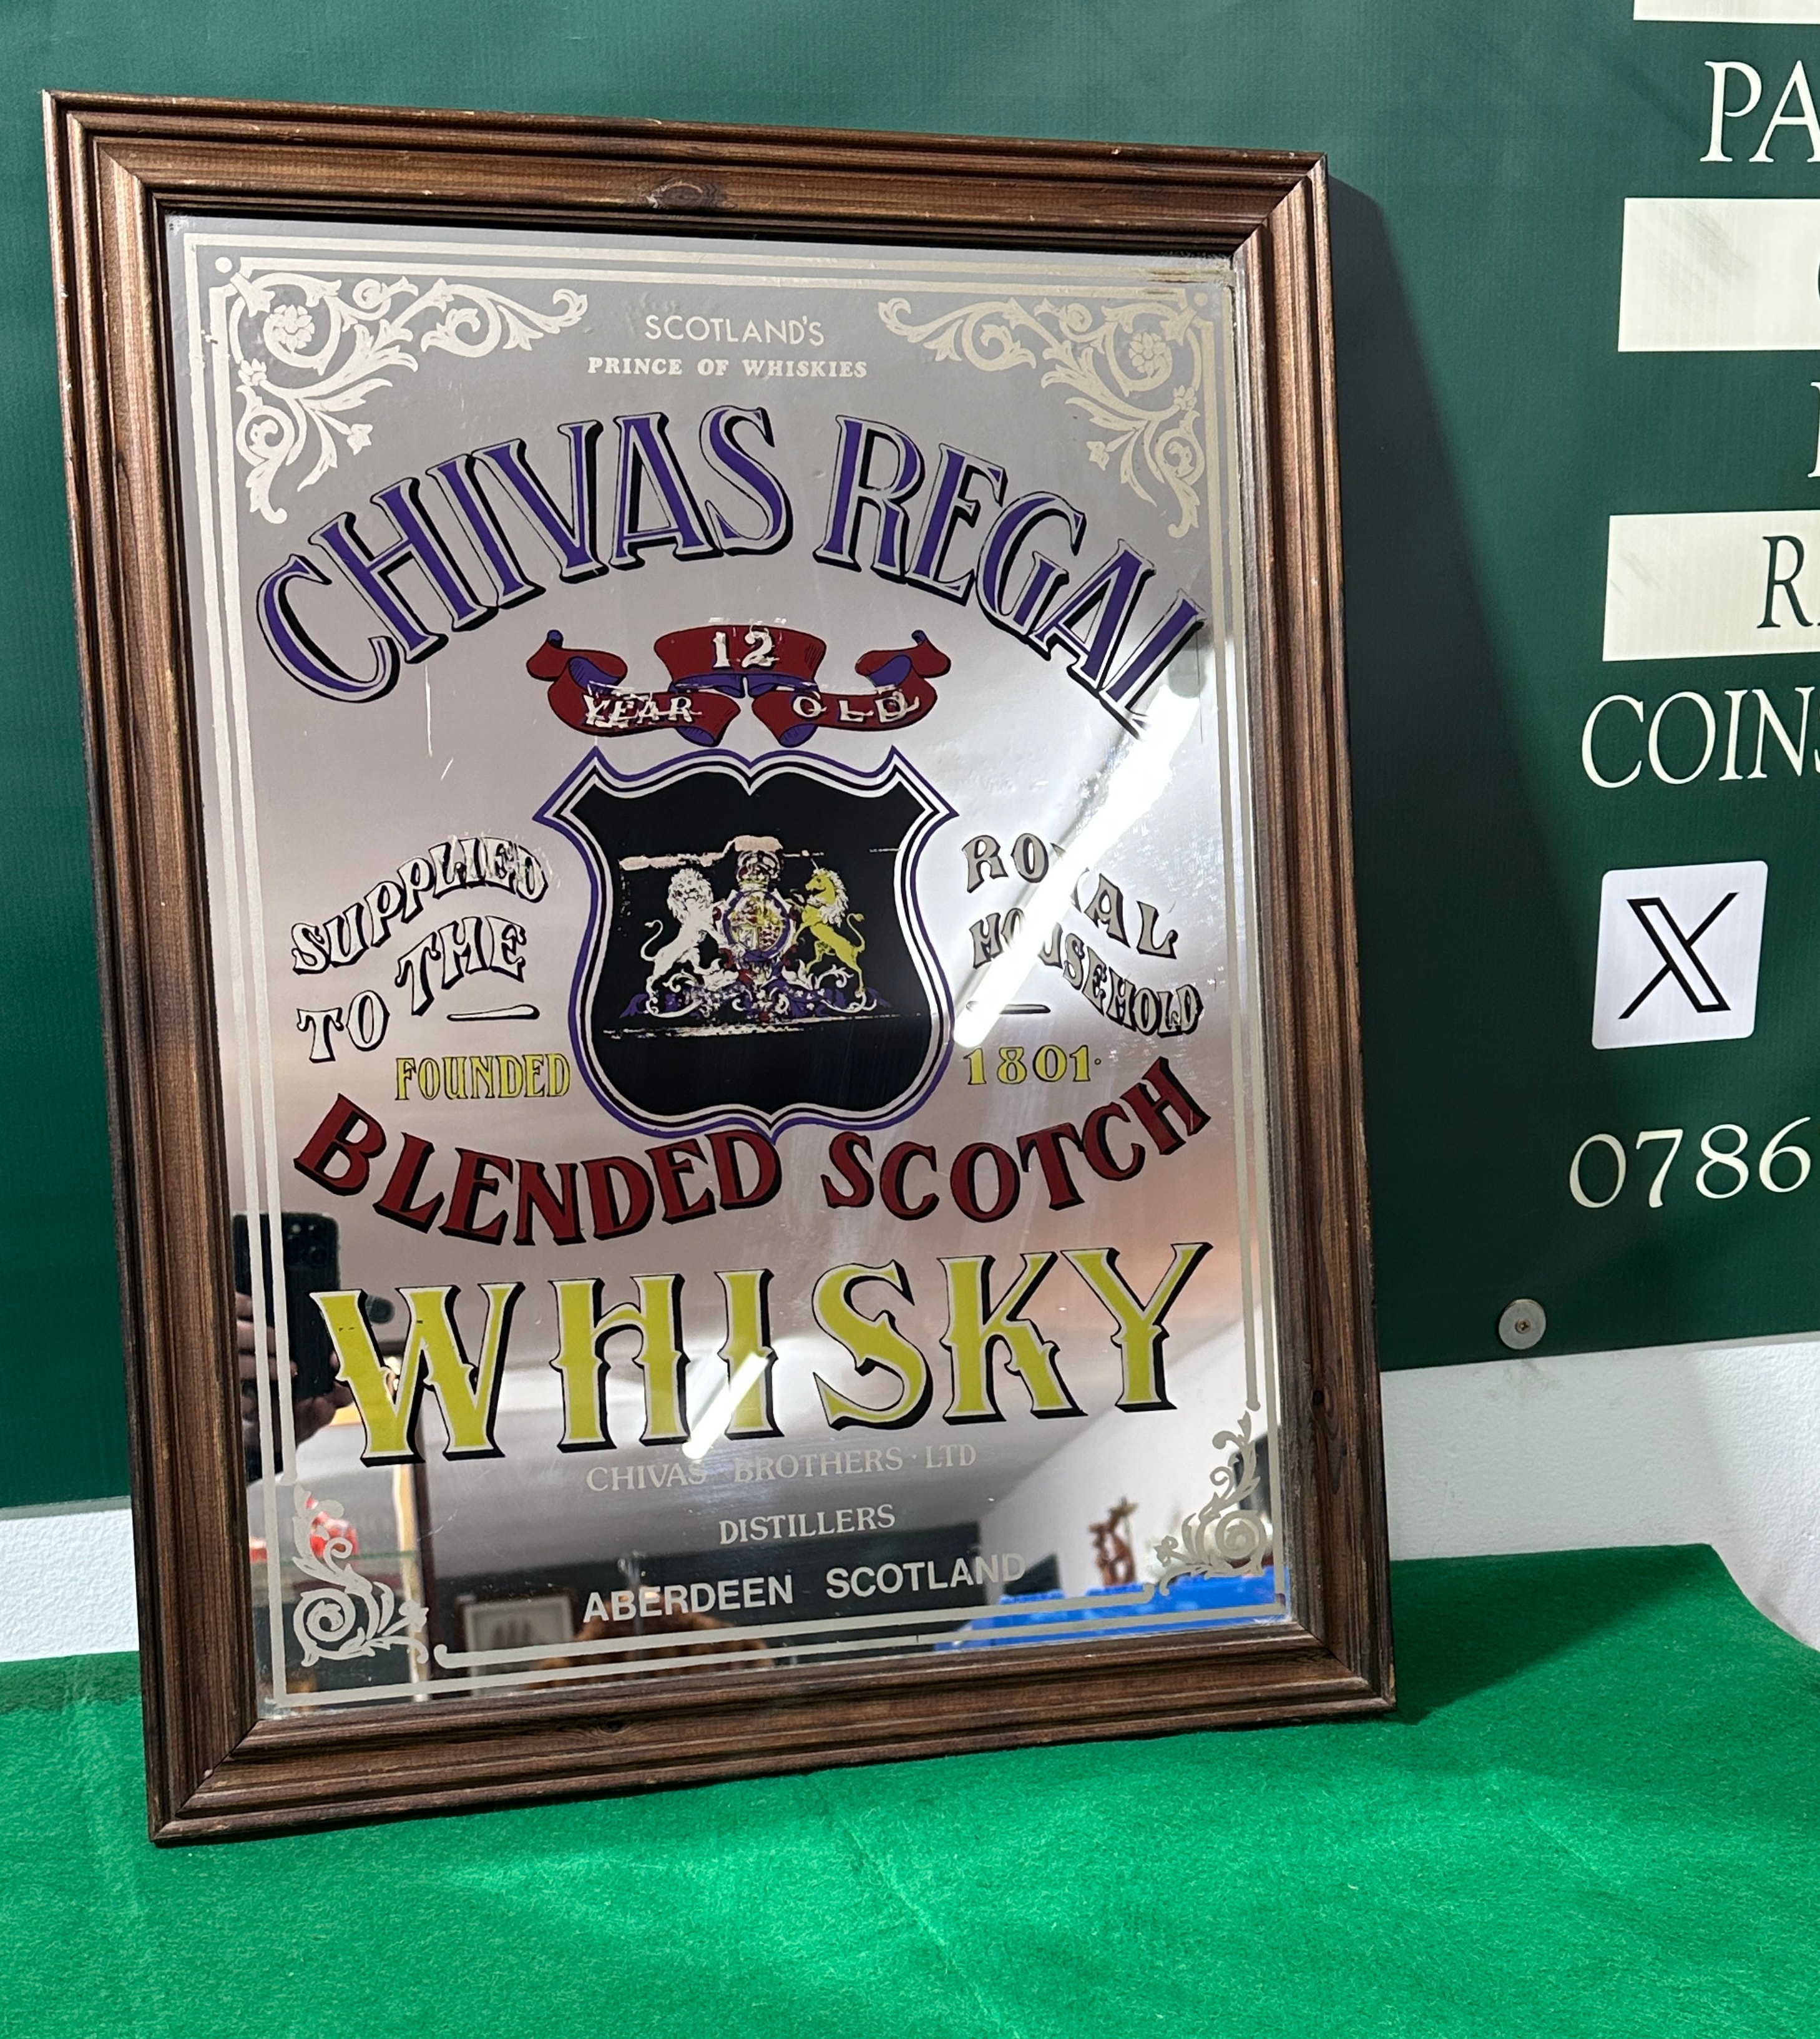 SCOTLAND'S
PRINCE OF WHISKIES
CHIVAS REGAL
12
YEAR OLD
SUPPLIED
TO THE
ROYAL
HOUSEHOLD
FOUNDED 1801
BLENDED SCOTCH
WHISKY
CHIVAS · BROTHERS · LTD
DISTILLERS
ABERDEEN SCOTLAND
PA
R
COINS
X
0786